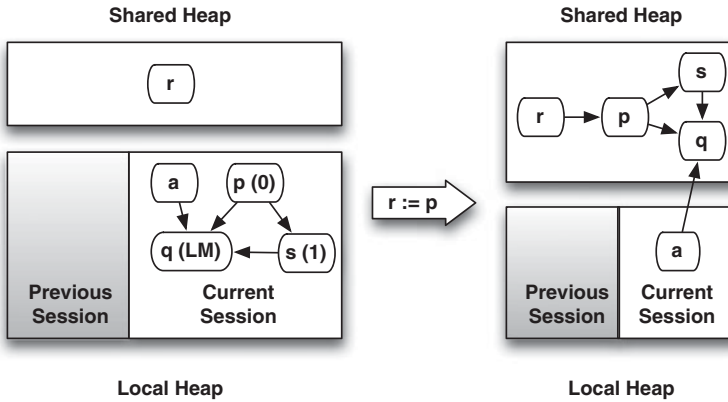 Shared Heap
r
a
p (0)
q (LM)
s (1)
Previous
Session
Current
Session
Local Heap
r := p
Shared Heap
r
p
s
q
a
Previous
Session
Current
Session
Local Heap